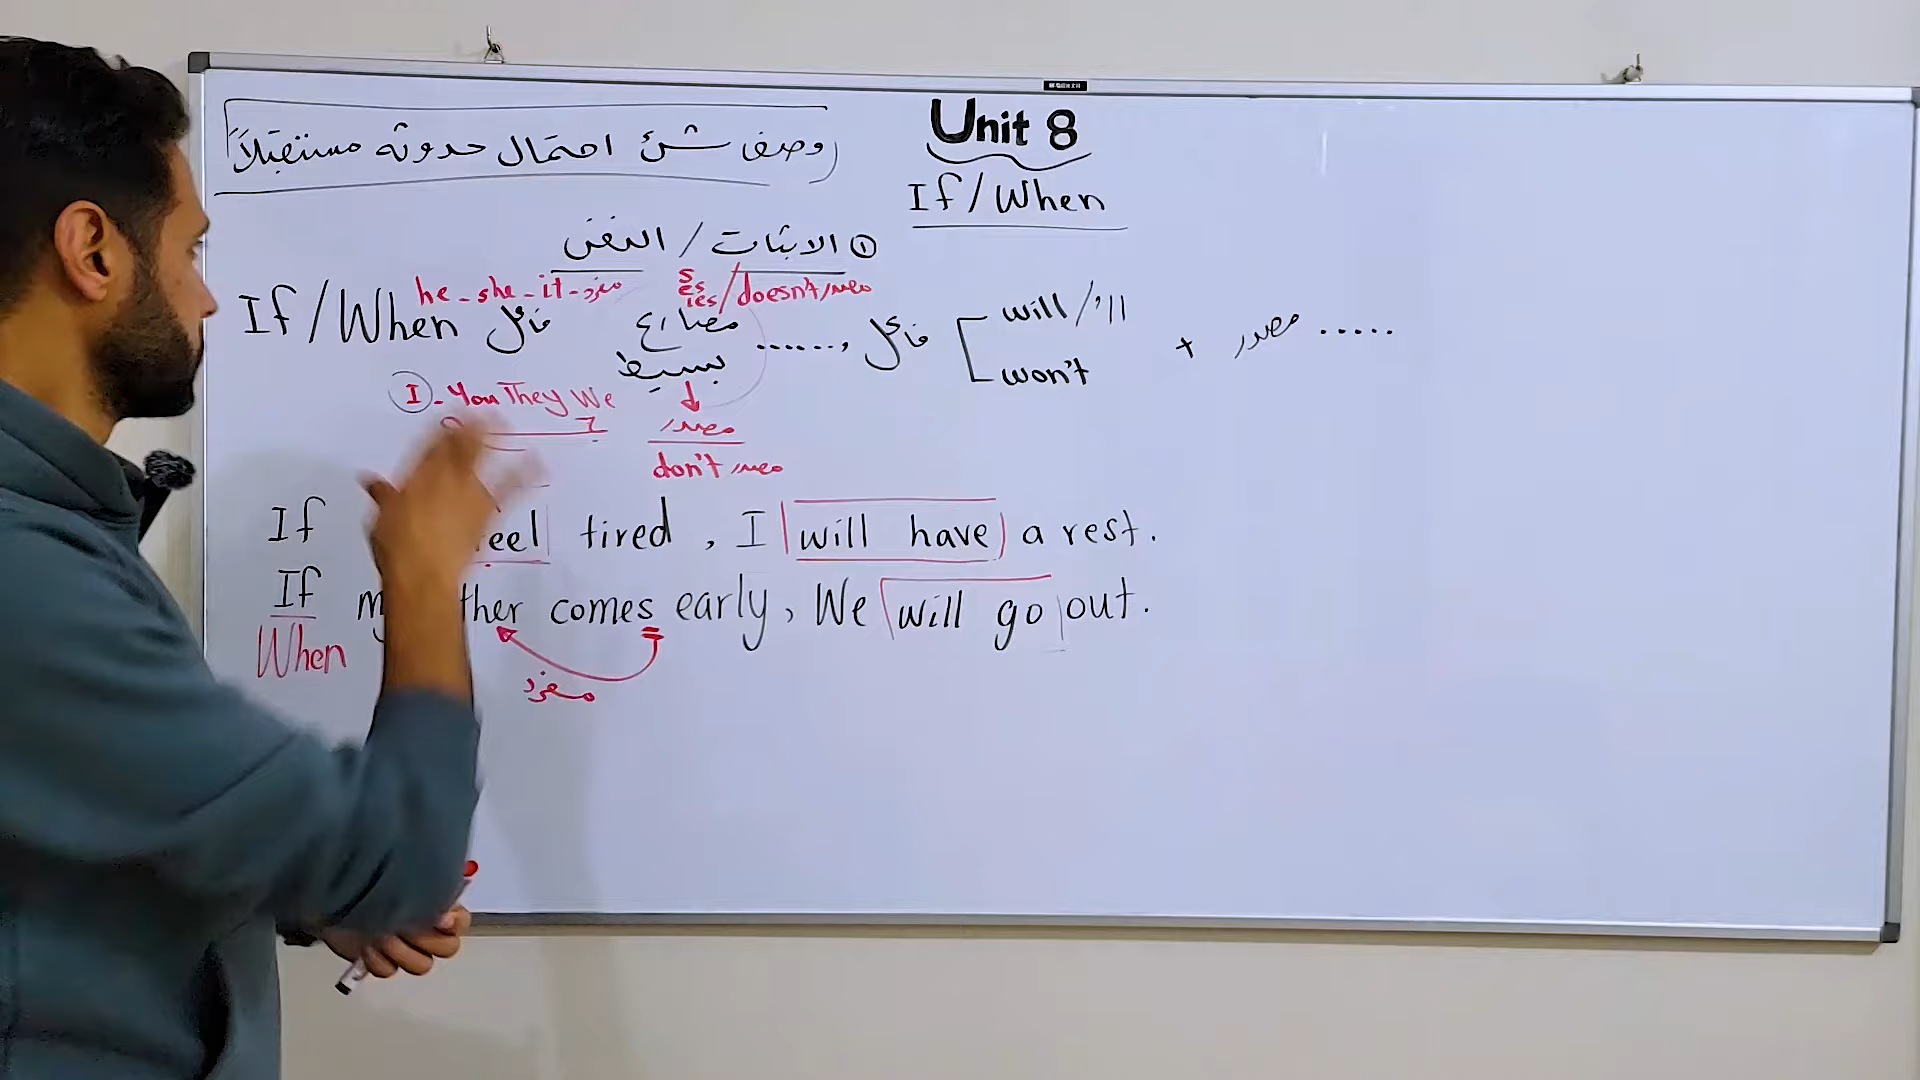 Unit 8
If / When
وصف شئ احتمال حدوثه مستقبلاً
① الاثبات / النفى
he - she - it - مفرد s es ies / doesn't مصدر
If / When فاعل مضارع بسيط ......, فاعل will / 'll won't + مصدر .....
I - You They We مصدر
don't مصدر
If tired, I will have a rest.
If comes early, We will go out.
When
مفرد